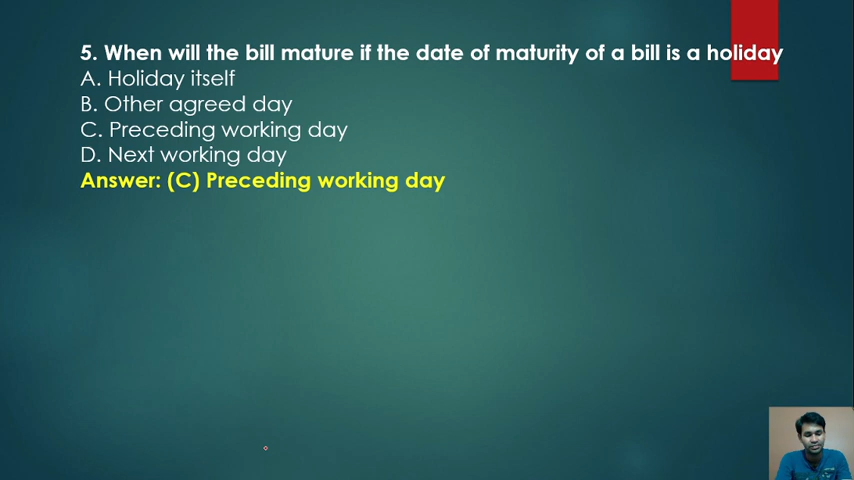 5. When will the bill mature if the date of maturity of a bill is a holiday
A. Holiday itself
B. Other agreed day
C. Preceding working day
D. Next working day
Answer: (C) Preceding working day